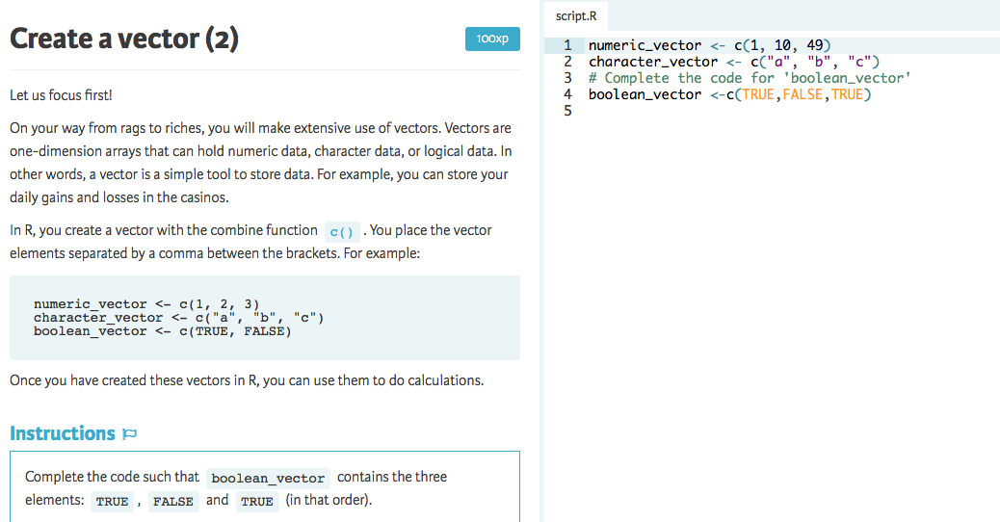 Create a vector (2)
100xp
Let us focus first!
On your way from rags to riches, you will make extensive use of vectors. Vectors are
one-dimension arrays that can hold numeric data, character data, or logical data. In
other words, a vector is a simple tool to store data. For example, you can store your
daily gains and losses in the casinos.
In R, you create a vector with the combine function c() . You place the vector
elements separated by a comma between the brackets. For example:
numeric_vector <- c(1, 2, 3)
character_vector <- c("a", "b", "c")
boolean_vector <- c(TRUE, FALSE)
Once you have created these vectors in R, you can use them to do calculations.
Instructions
Complete the code such that boolean_vector contains the three
elements: TRUE , FALSE and TRUE (in that order).
script.R
1 numeric_vector <- c(1, 10, 49)
2 character_vector <- c("a", "b", "c")
3 # Complete the code for 'boolean_vector'
4 boolean_vector <-c(TRUE,FALSE,TRUE)
5